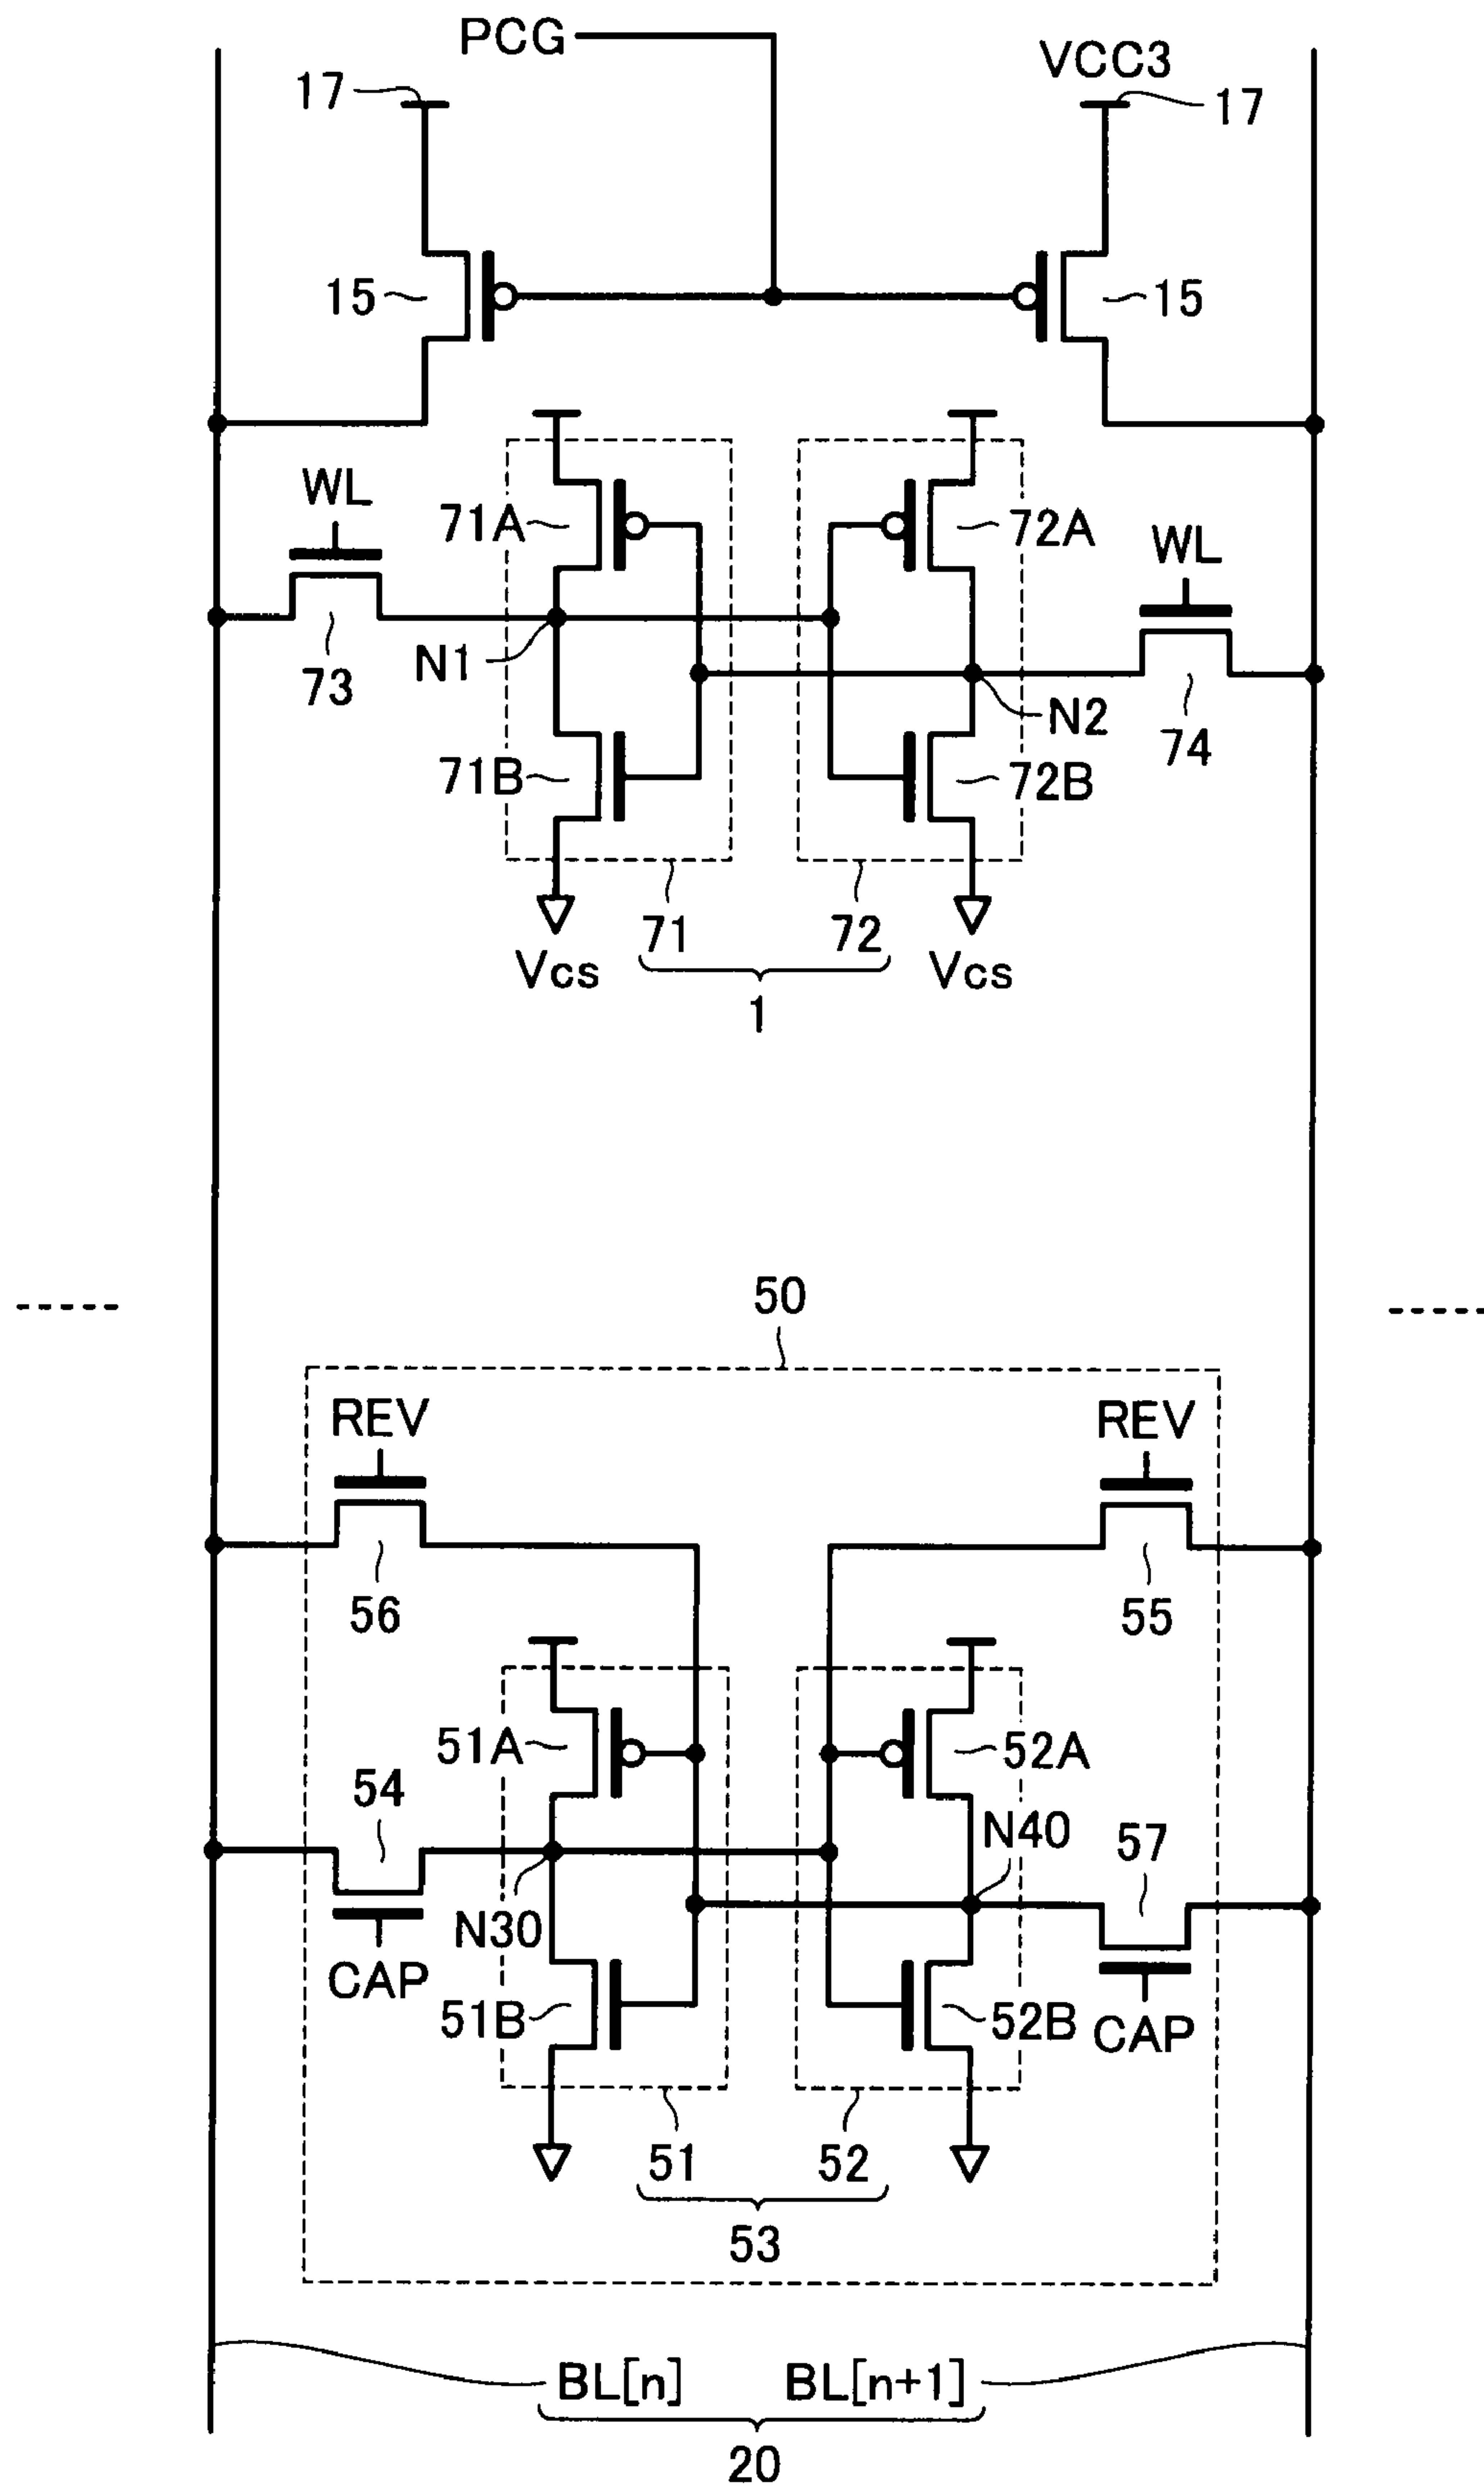 PCG
VCC3
17
17
15
15
WL
71A
72A
WL
N1
73
N2
74
71B
72B
71
72
Vcs
Vcs
1
50
REV
REV
56
55
51A
52A
54
N40
57
N30
CAP
51B
52B
CAP
51
52
53
BL[n]
BL[n+1]
20